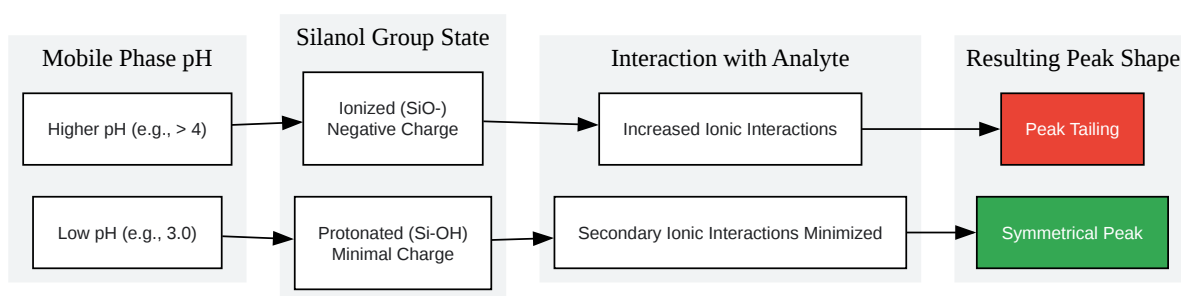 Mobile Phase pH
Silanol Group State
Interaction with Analyte
Resulting Peak Shape
Higher pH (e.g., > 4)
Ionized (SiO-)
Negative Charge
Increased Ionic Interactions
Peak Tailing
Low pH (e.g., 3.0)
Protonated (Si-OH)
Minimal Charge
Secondary Ionic Interactions Minimized
Symmetrical Peak